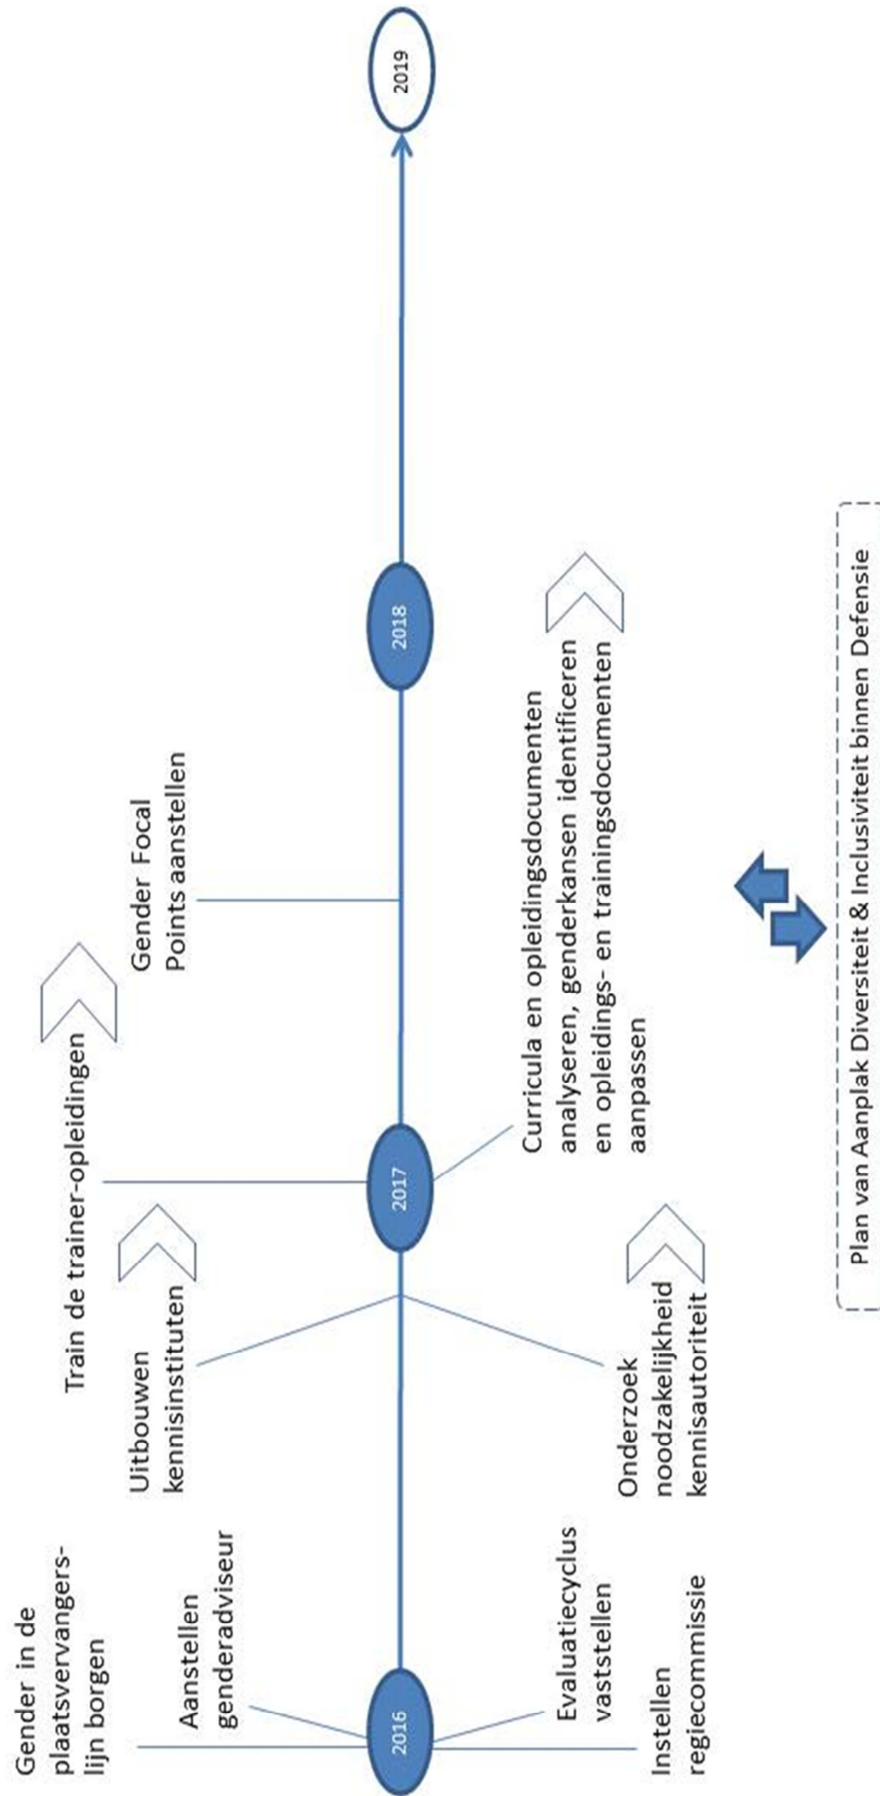 Gender in de
plaatsvervangers-
lijn borgen
Aanstellen
genderadviseur
Uitbouwen
kennisinstituten
Train de trainer-opleidingen
Gender Focal
Points aanstellen
2016
2017
2018
2019
Evaluatiecyclus
vaststellen
Instellen
regiecommissie
Onderzoek
noodzakelijkheid
kennisautoriteit
Curricula en opleidingsdocumenten
analyseren, genderkansen identificeren
en opleidings- en trainingsdocumenten
aanpassen
Plan van Aanplak Diversiteit & Inclusiviteit binnen Defensie